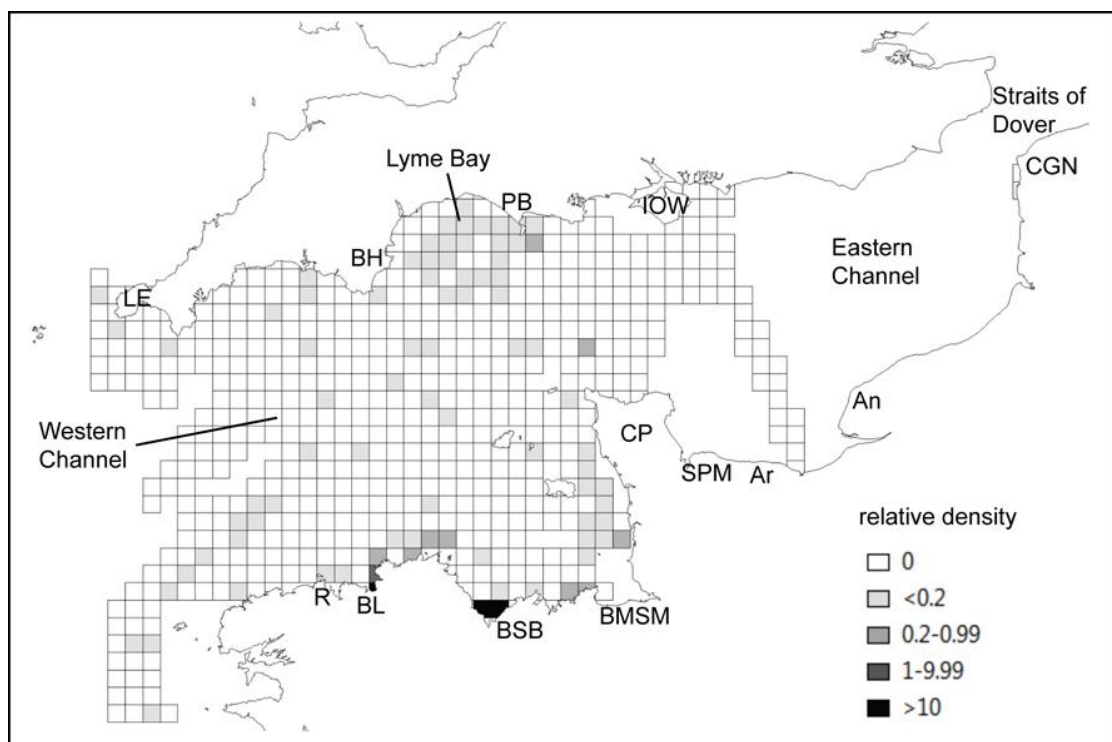 Straits of
Dover
CGN
Lyme Bay
PB
IOW
BH
Eastern
Channel
LE
An
Western
Channel
CP
SPM
Ar
relative density
0
<0.2
0.2-0.99
1-9.99
>10
R
BL
BSB
BMSM